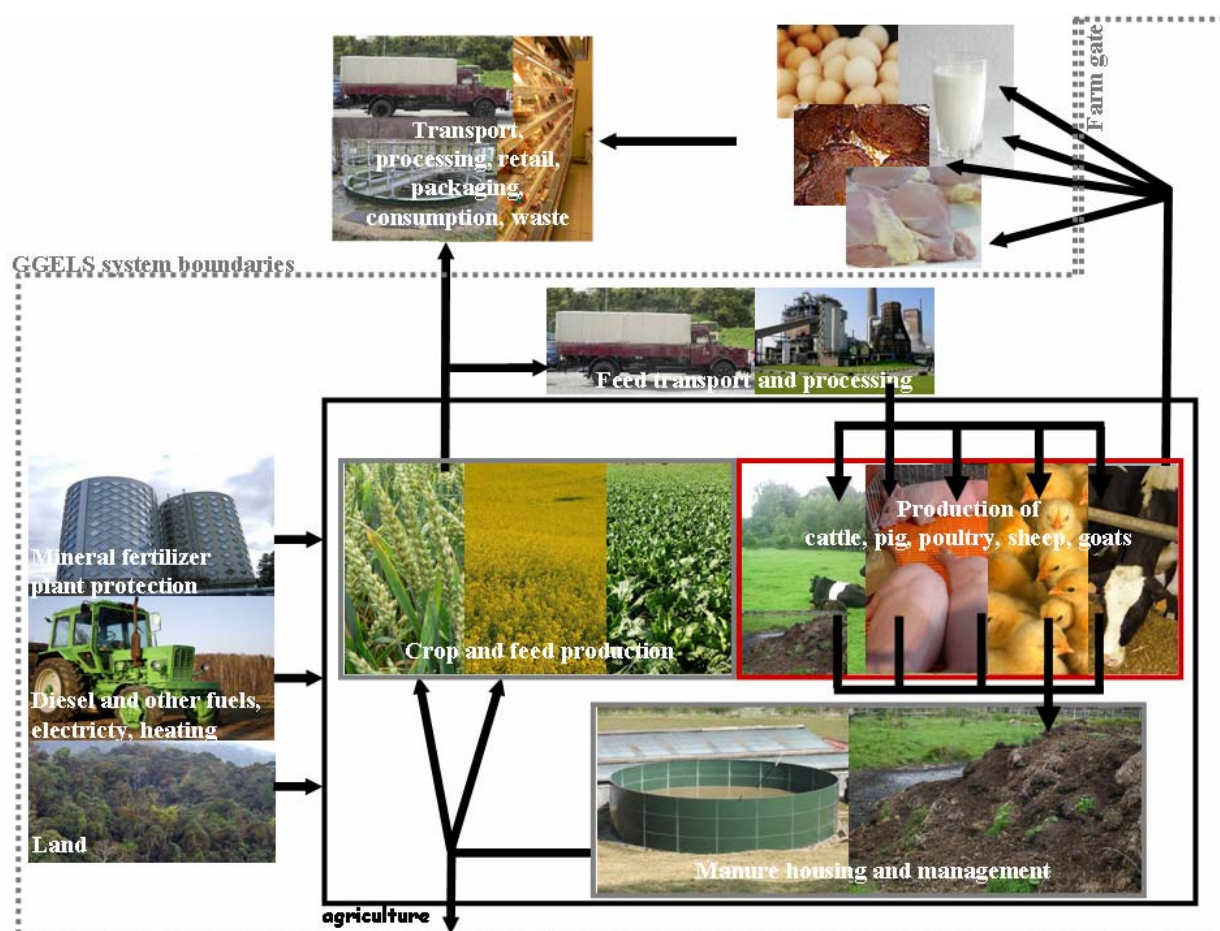 Farm gate
Transport,
processing, retail,
packaging,
consumption, waste
GGELS system boundaries
Feed transport and processing
Production of
cattle, pig, poultry, sheep, goats
Mineral fertilizer
plant protection
Crop and feed production
Diesel and other fuels,
electricty, heating
Land
Manure housing and management
agriculture